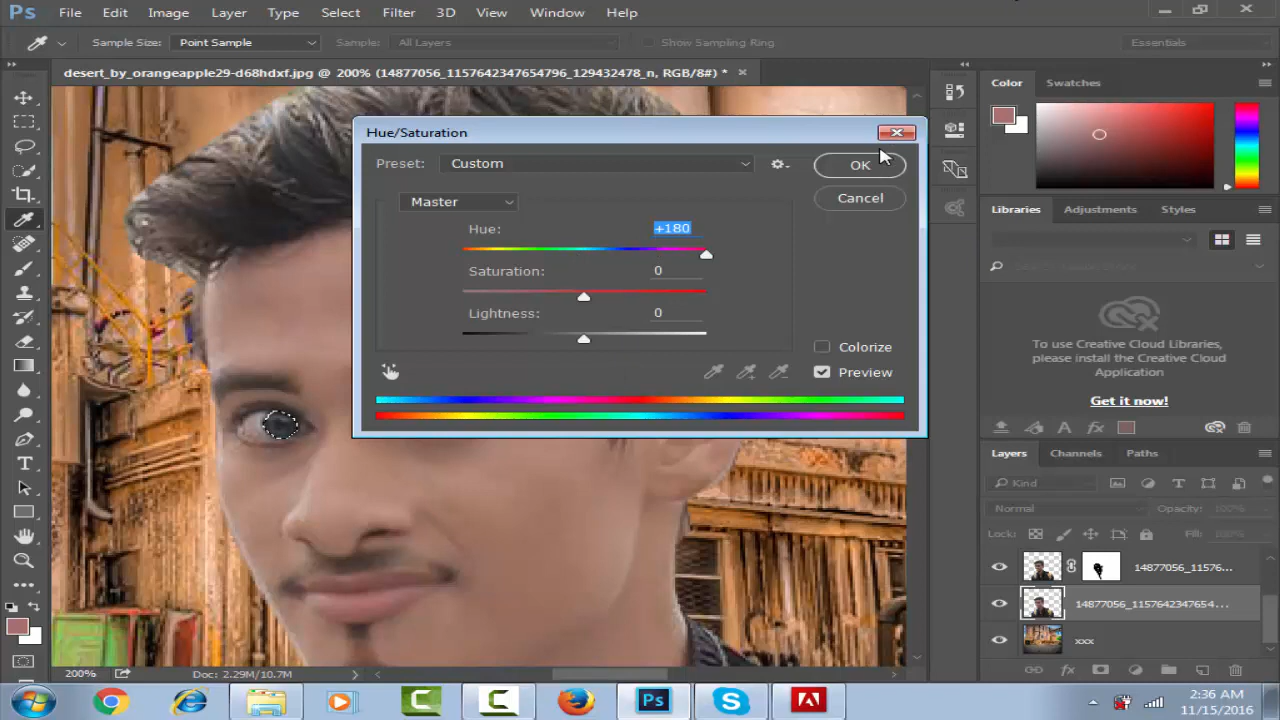 Ps File Edit Image Layer Type Select Filter 3D View Window Help
Sample Size: Point Sample Sample: All Layers Show Sampling Ring Essentials
desert_by_orangeapple29-d68hdxf.jpg @ 200% (14877056_1157642347654796_129432478_n, RGB/8#) *
Color Swatches
Hue/Saturation
Preset: Custom
OK
Cancel
Master
Hue: +180
Saturation: 0
Lightness: 0
Colorize
Preview
Libraries Adjustments Styles
To use Creative Cloud Libraries,
please install the Creative Cloud
Application
Get it now!
Layers Channels Paths
Kind
Normal Opacity: 100%
Lock: Fill: 100%
14877056_11576...
14877056_1157642347654...
xxx
200% Doc: 2.29M/10.7M
2:36 AM
11/15/2016